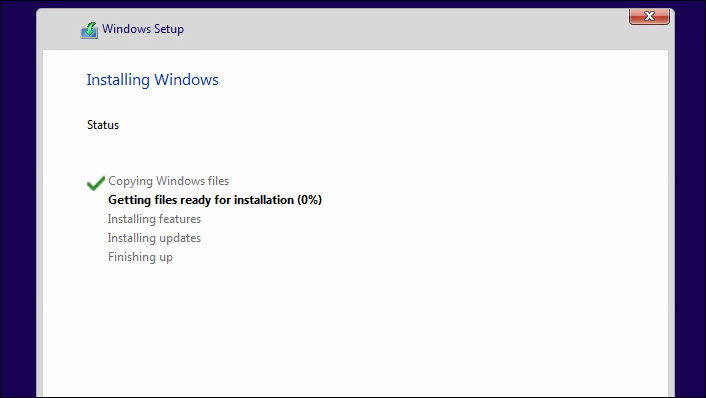 Windows Setup
Installing Windows
Status
Copying Windows files
Getting files ready for installation (0%)
Installing features
Installing updates
Finishing up